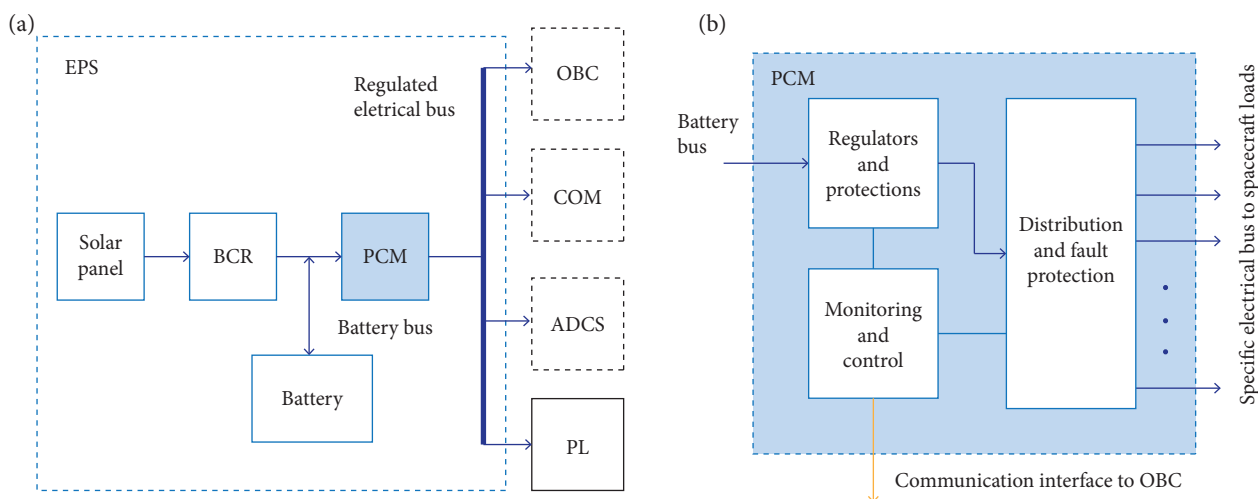 (a)
EPS
Regulated
eletrical bus
OBC
COM
Solar
panel
BCR
PCM
Battery bus
ADCS
Battery
PL
(b)
PCM
Battery
bus
Regulators
and
protections
Distribution
and fault
protection
Monitoring
and
control
Specific electrical bus to spacecraft loads
Communication interface to OBC